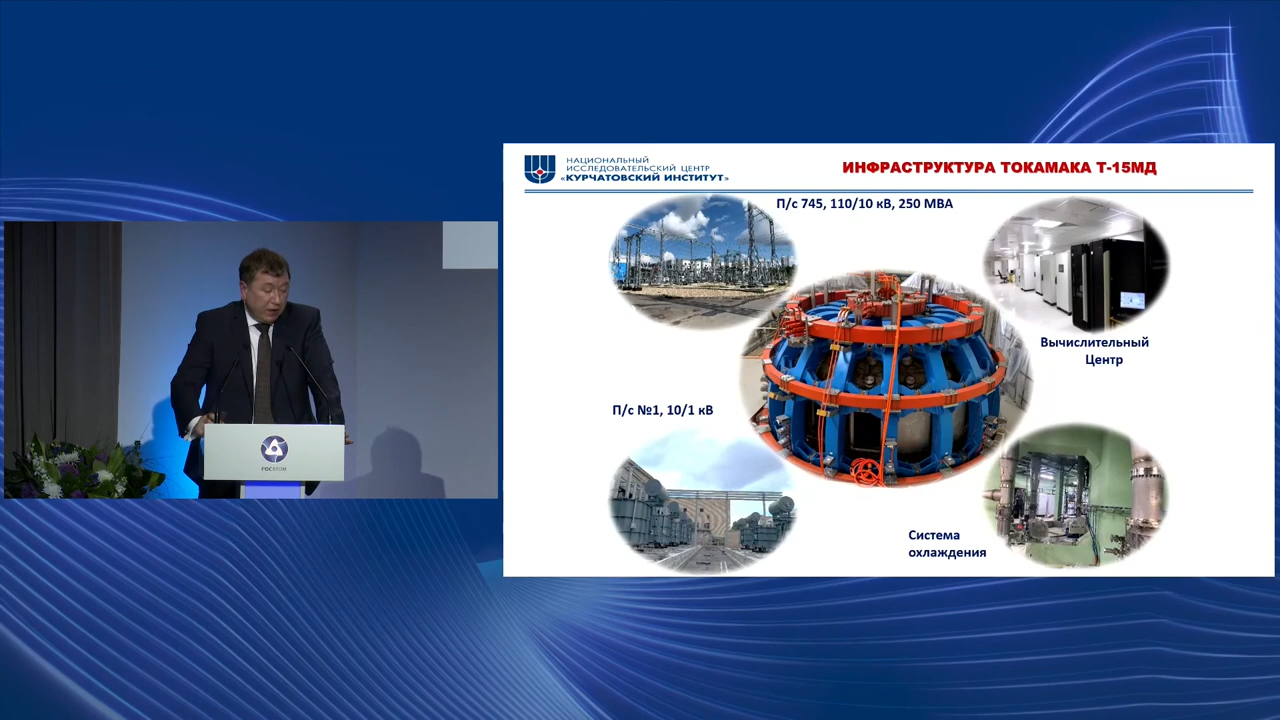 НАЦИОНАЛЬНЫЙ
ИССЛЕДОВАТЕЛЬСКИЙ ЦЕНТР
«КУРЧАТОВСКИЙ ИНСТИТУТ»
ИНФРАСТРУКТУРА ТОКАМАКА Т-15МД
П/с 745, 110/10 кВ, 250 МВА
Вычислительный
Центр
П/с №1, 10/1 кВ
Система
охлаждения
РОСАТОМ